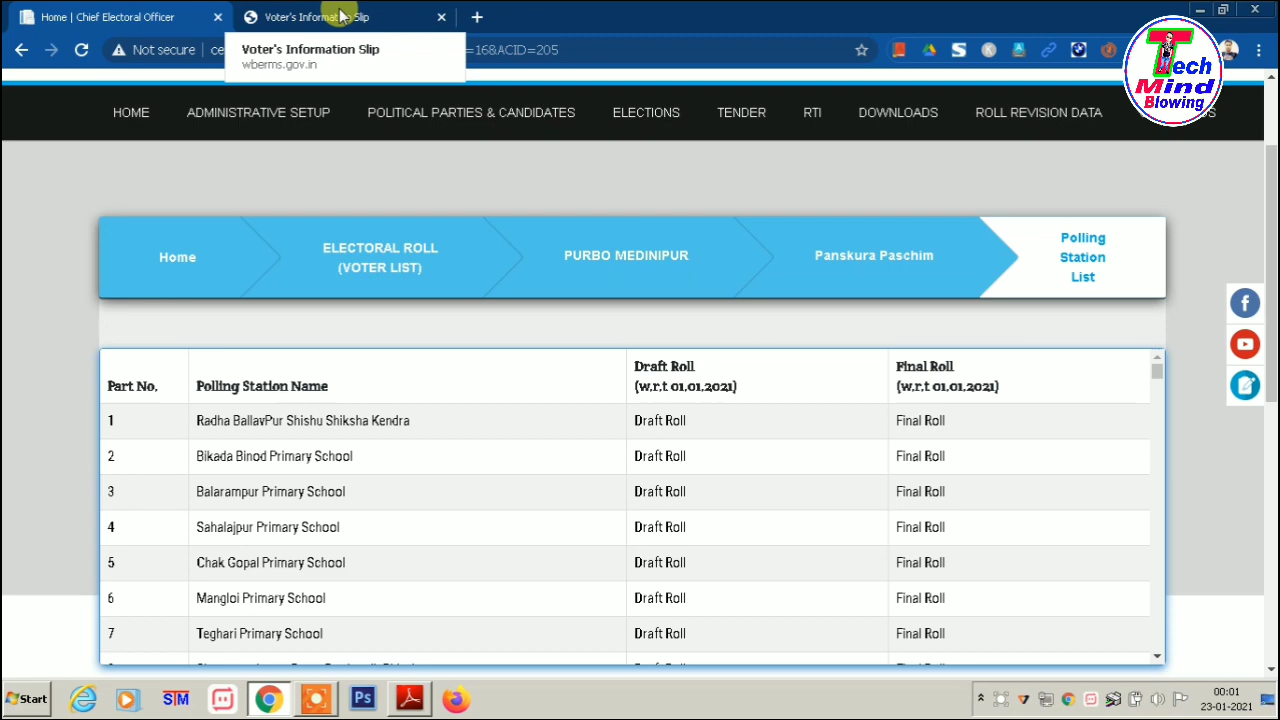 Home | Chief Electoral Officer
Voter's Informa Slip
Not secure
=16&ACID=205
Voter's Information Slip
wberms.gov.in
Tech
Mind
Blowing
HOME ADMINISTRATIVE SETUP POLITICAL PARTIES & CANDIDATES ELECTIONS TENDER RTI DOWNLOADS ROLL REVISION DATA
Home
ELECTORAL ROLL
(VOTER LIST)
PURBO MEDINIPUR
Panskura Paschim
Polling
Station
List
Part No. Polling Station Name Draft Roll Final Roll
(w.r.t 01.01.2021) (w.r.t 01.01.2021)
1 Radha BallavPur Shishu Shiksha Kendra Draft Roll Final Roll
2 Bikada Binod Primary School Draft Roll Final Roll
3 Balarampur Primary School Draft Roll Final Roll
4 Sahalajpur Primary School Draft Roll Final Roll
5 Chak Gopal Primary School Draft Roll Final Roll
6 Mangloi Primary School Draft Roll Final Roll
7 Teghari Primary School Draft Roll Final Roll
Start
SM
Ps
00:01
23-01-2021